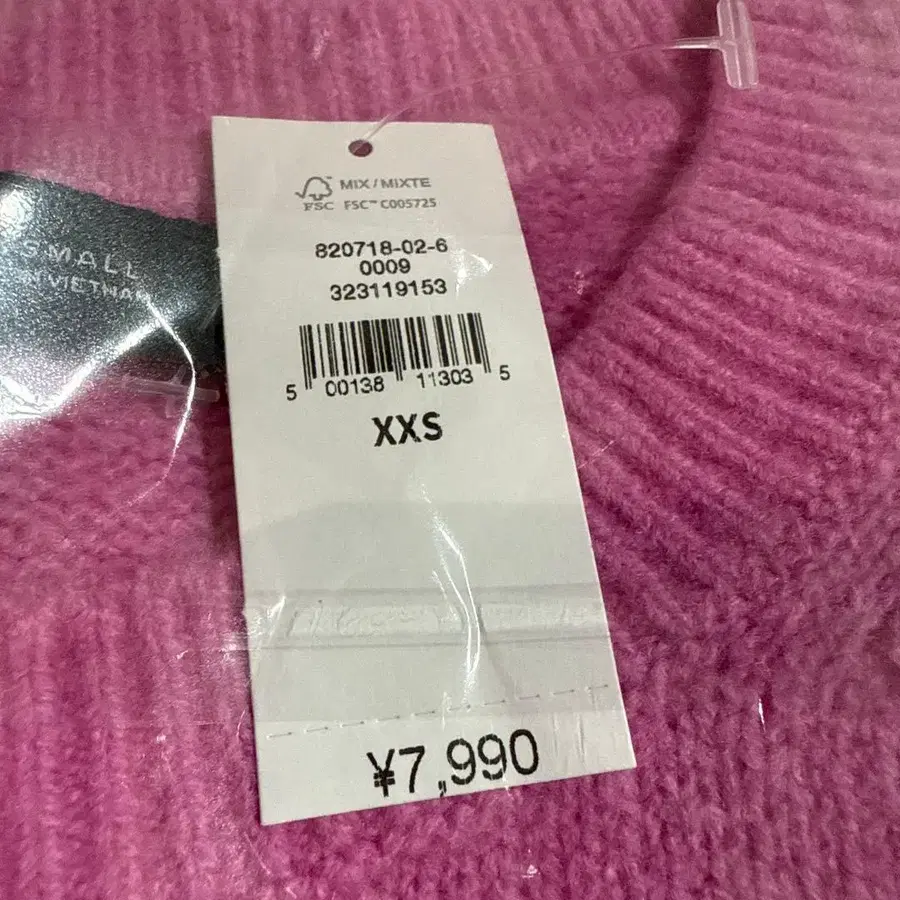 MIX / MIXTE
FSC FSC™ C005725
820718-02-6
0009
323119153
5 00138 11303 5
XXS
¥7,990
SMALL
VIETNAM